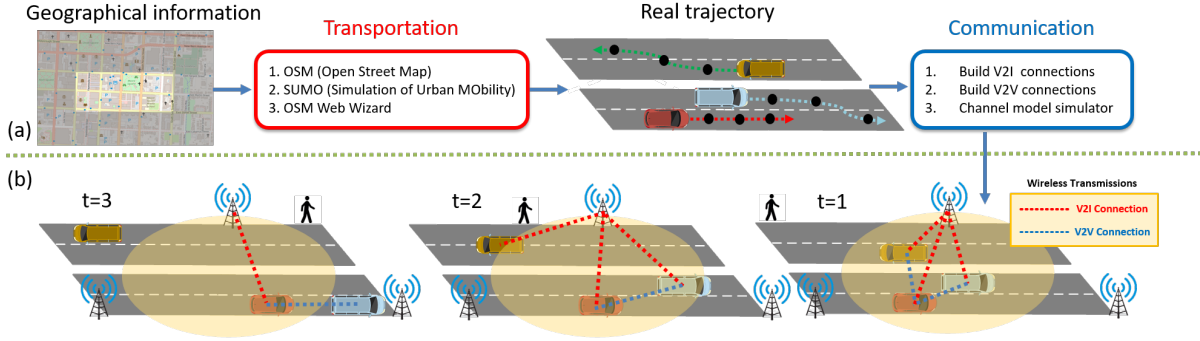 Geographical information
Transportation
Real trajectory
Communication
1. OSM (Open Street Map)
2. SUMO (Simulation of Urban MObility)
3. OSM Web Wizard
1. Build V2I connections
2. Build V2V connections
3. Channel model simulator
(a)
(b)
t=3
t=2
t=1
Wireless Transmissions
V2I Connection
V2V Connection